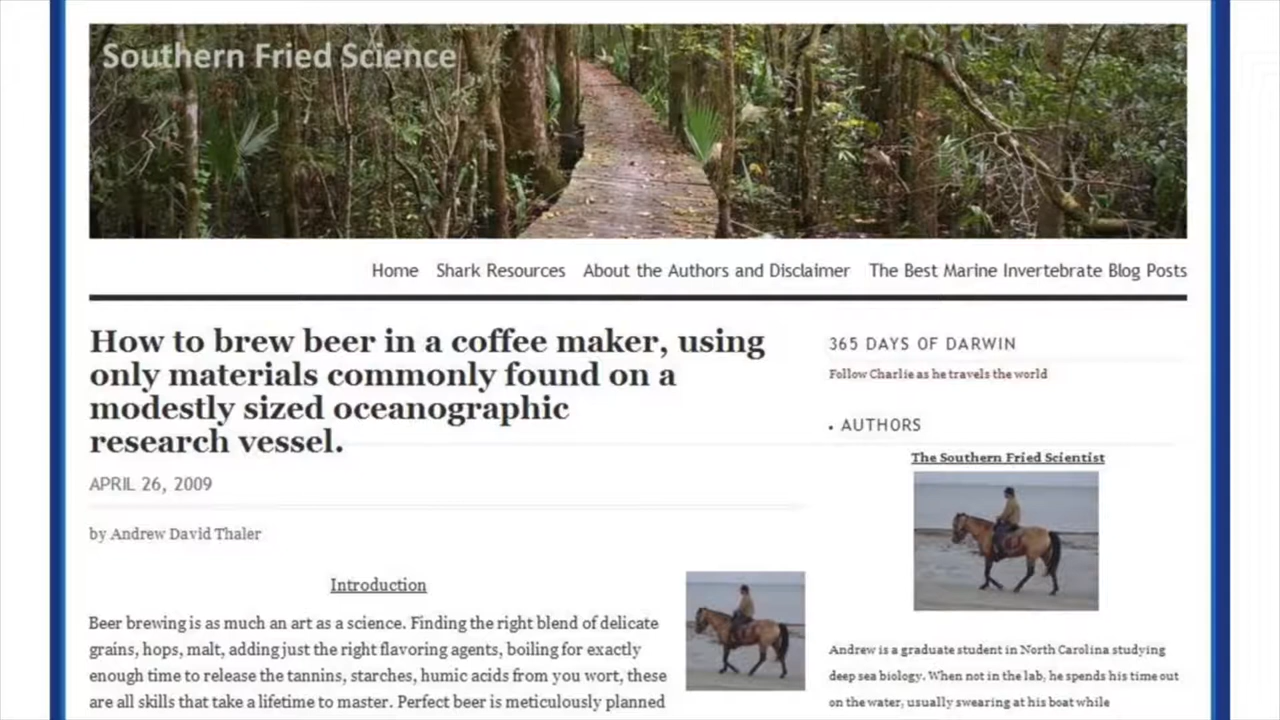 Southern Fried Science
Home Shark Resources About the Authors and Disclaimer The Best Marine Invertebrate Blog Posts
How to brew beer in a coffee maker, using
only materials commonly found on a
modestly sized oceanographic
research vessel.
APRIL 26, 2009
by Andrew David Thaler
Introduction
Beer brewing is as much an art as a science. Finding the right blend of delicate
grains, hops, malt, adding just the right flavoring agents, boiling for exactly
enough time to release the tannins, starches, humic acids from you wort, these
are all skills that take a lifetime to master. Perfect beer is meticulously planned
365 DAYS OF DARWIN
Follow Charlie as he travels the world
• AUTHORS
The Southern Fried Scientist
Andrew is a graduate student in North Carolina studying
deep sea biology. When not in the lab, he spends his time out
on the water, usually swearing at his boat while